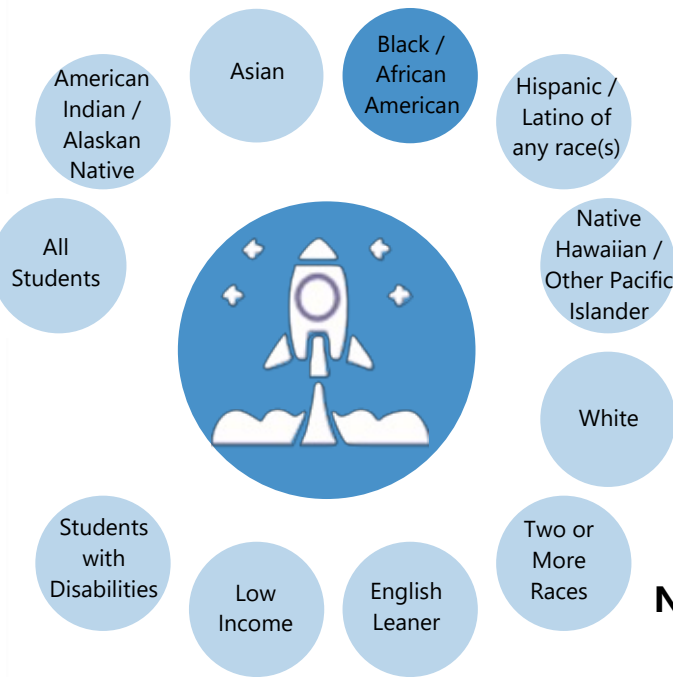 All
Students
American
Indian /
Alaskan
Native
Asian
Black /
African
American
Hispanic /
Latino of
any race(s)
Native
Hawaiian /
Other Pacific
Islander
White
Two or
More
Races
English
Leaner
Low
Income
Students
with
Disabilities
N